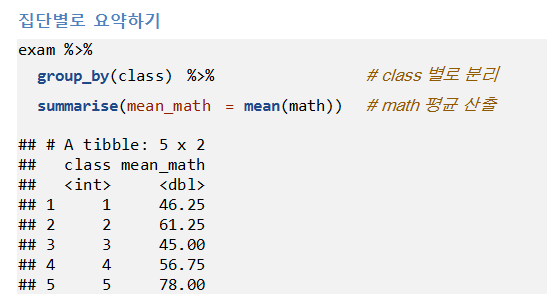 집단별로 요약하기
exam %>%
group_by(class) %>% # class 별로 분리
summarise(mean_math = mean(math)) # math 평균 산출
## # A tibble: 5 x 2
## class mean_math
## <int> <dbl>
## 1 1 46.25
## 2 2 61.25
## 3 3 45.00
## 4 4 56.75
## 5 5 78.00